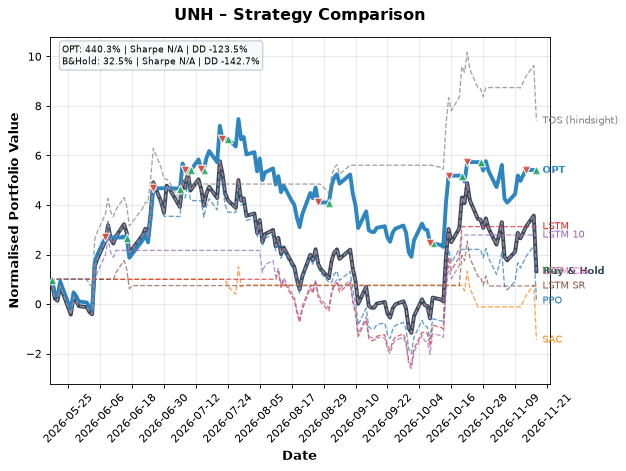 UNH – Strategy Comparison
OPT: 440.3% | Sharpe N/A | DD -123.5%
B&Hold: 32.5% | Sharpe N/A | DD -142.7%
Normalised Portfolio Value
10
8
6
4
2
0
−2
TOS (hindsight)
OPT
LSTM
LSTM 10
Buy & Hold
LSTM SR
PPO
SAC
2026-05-25
2026-06-06
2026-06-18
2026-06-30
2026-07-12
2026-07-24
2026-08-05
2026-08-17
2026-08-29
2026-09-10
2026-09-22
2026-10-04
2026-10-16
2026-10-28
2026-11-09
2026-11-21
Date